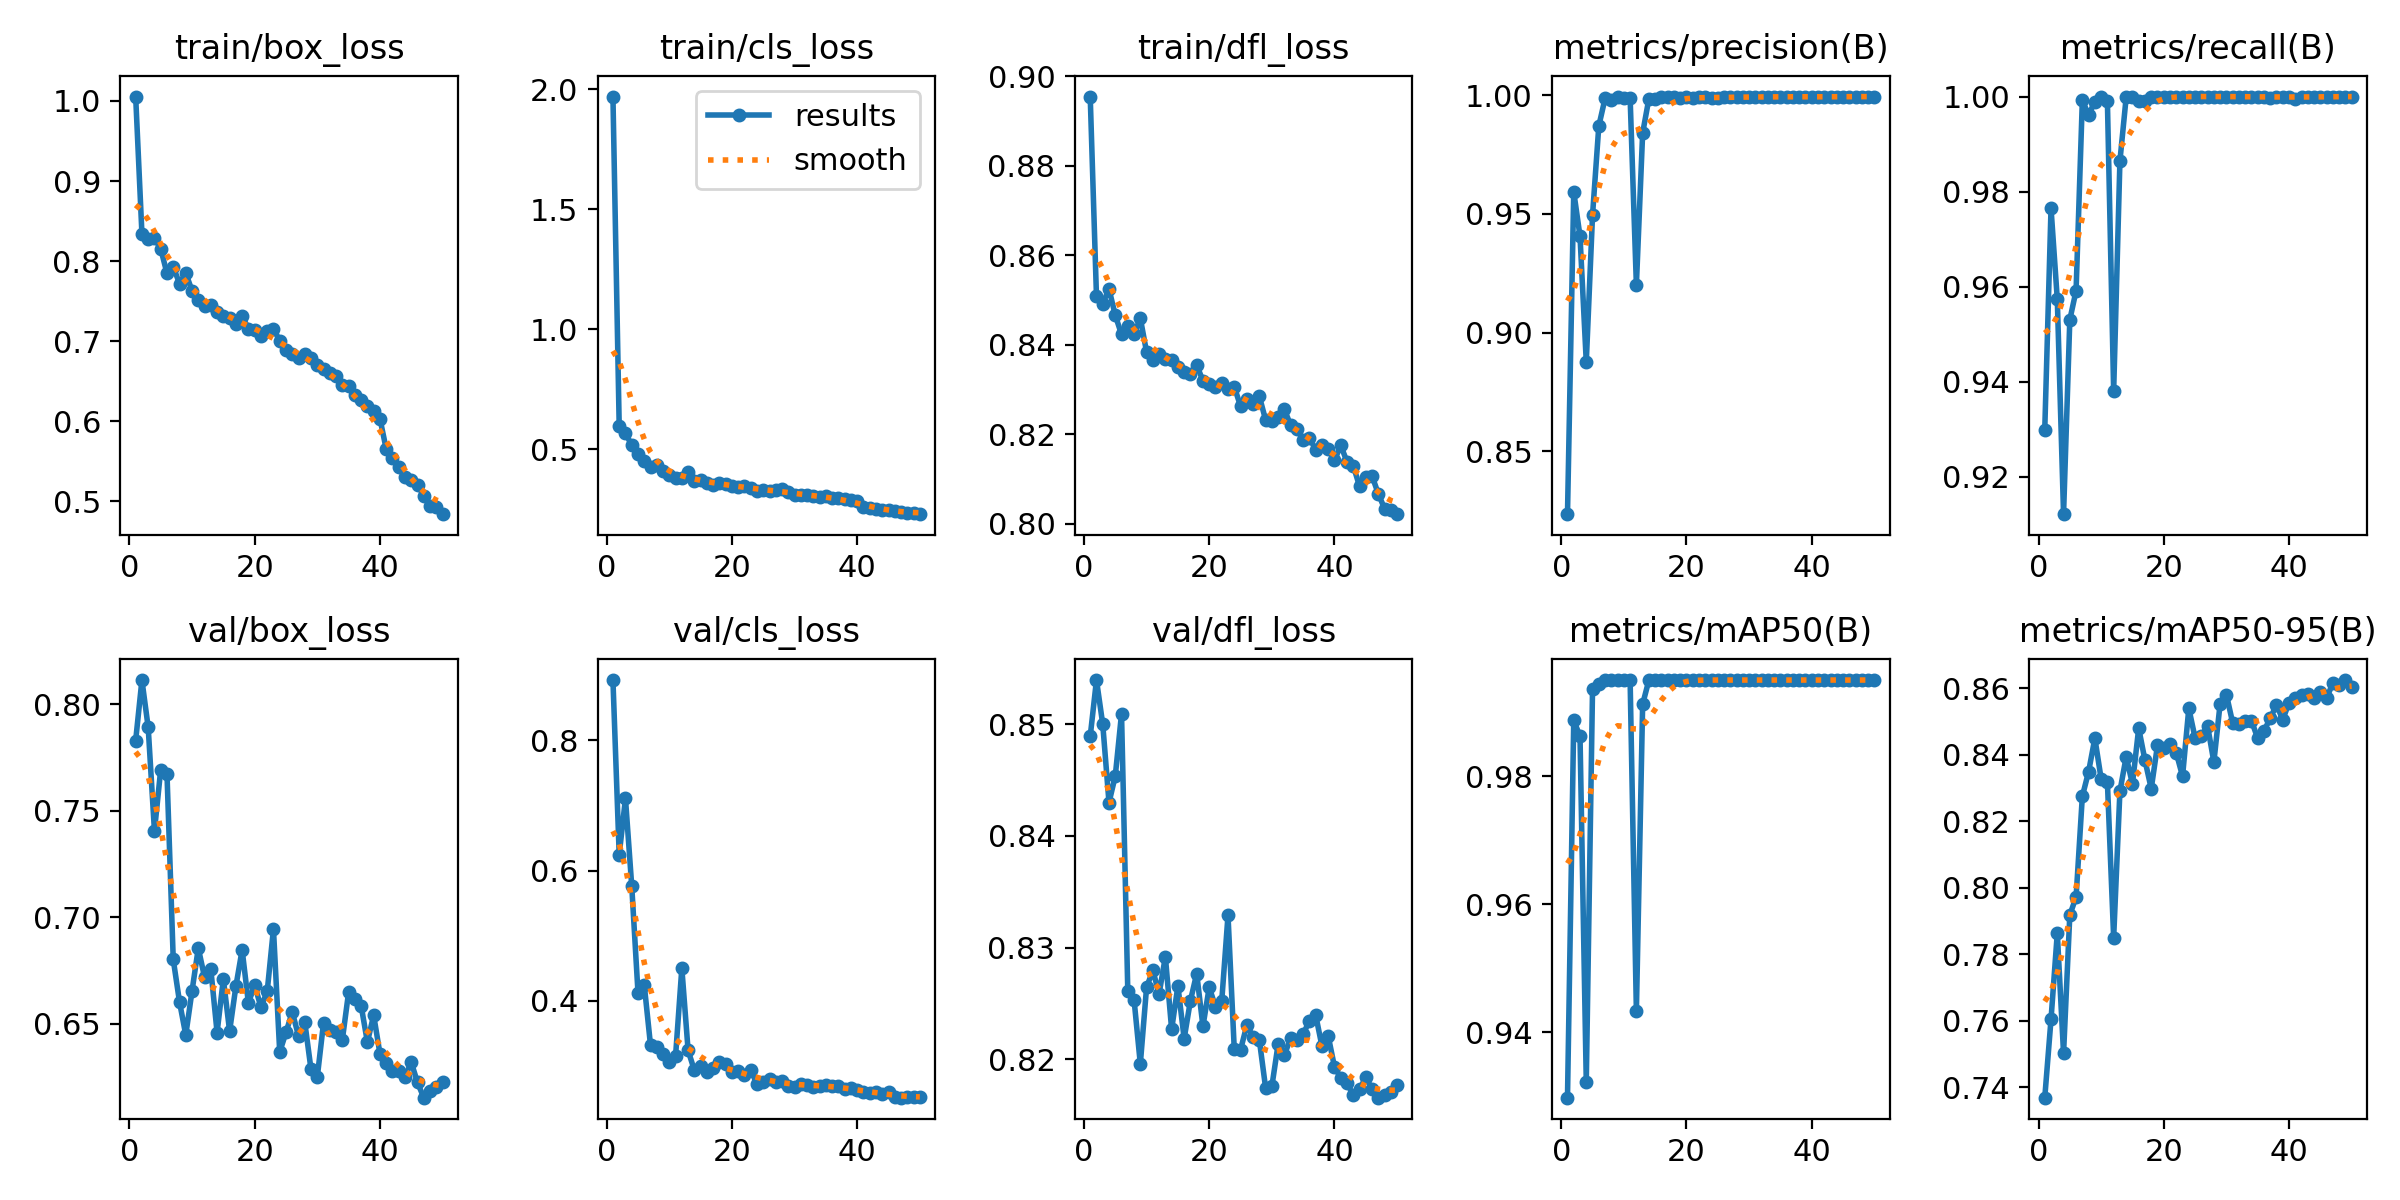 train/box_loss
train/cls_loss
train/dfl_loss
metrics/precision(B)
metrics/recall(B)
1.0
0.9
0.8
0.7
0.6
0.5
0 20 40
2.0
1.5
1.0
0.5
results
smooth
0 20 40
0.90
0.88
0.86
0.84
0.82
0.80
0 20 40
1.00
0.95
0.90
0.85
0 20 40
1.00
0.98
0.96
0.94
0.92
0 20 40
val/box_loss
val/cls_loss
val/dfl_loss
metrics/mAP50(B)
metrics/mAP50-95(B)
0.80
0.75
0.70
0.65
0 20 40
0.8
0.6
0.4
0 20 40
0.85
0.84
0.83
0.82
0 20 40
0.98
0.96
0.94
0 20 40
0.86
0.84
0.82
0.80
0.78
0.76
0.74
0 20 40